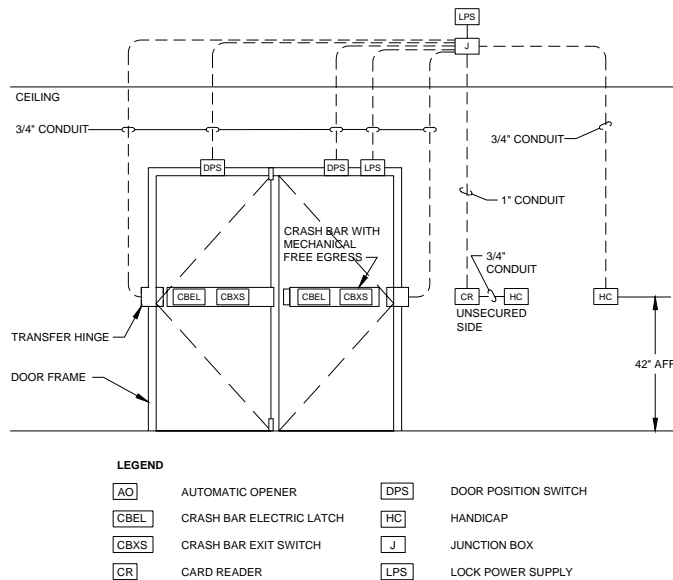 LPS
J
CEILING
3/4" CONDUIT
3/4" CONDUIT
DPS
DPS
LPS
1" CONDUIT
CRASH BAR WITH
MECHANICAL
FREE EGRESS
3/4"
CONDUIT
CBEL
CBXS
CBEL
CBXS
CR
HC
HC
UNSECURED
SIDE
TRANSFER HINGE
42" AFF
DOOR FRAME
LEGEND
AO AUTOMATIC OPENER
DPS DOOR POSITION SWITCH
CBEL CRASH BAR ELECTRIC LATCH
HC HANDICAP
CBXS CRASH BAR EXIT SWITCH
J JUNCTION BOX
CR CARD READER
LPS LOCK POWER SUPPLY